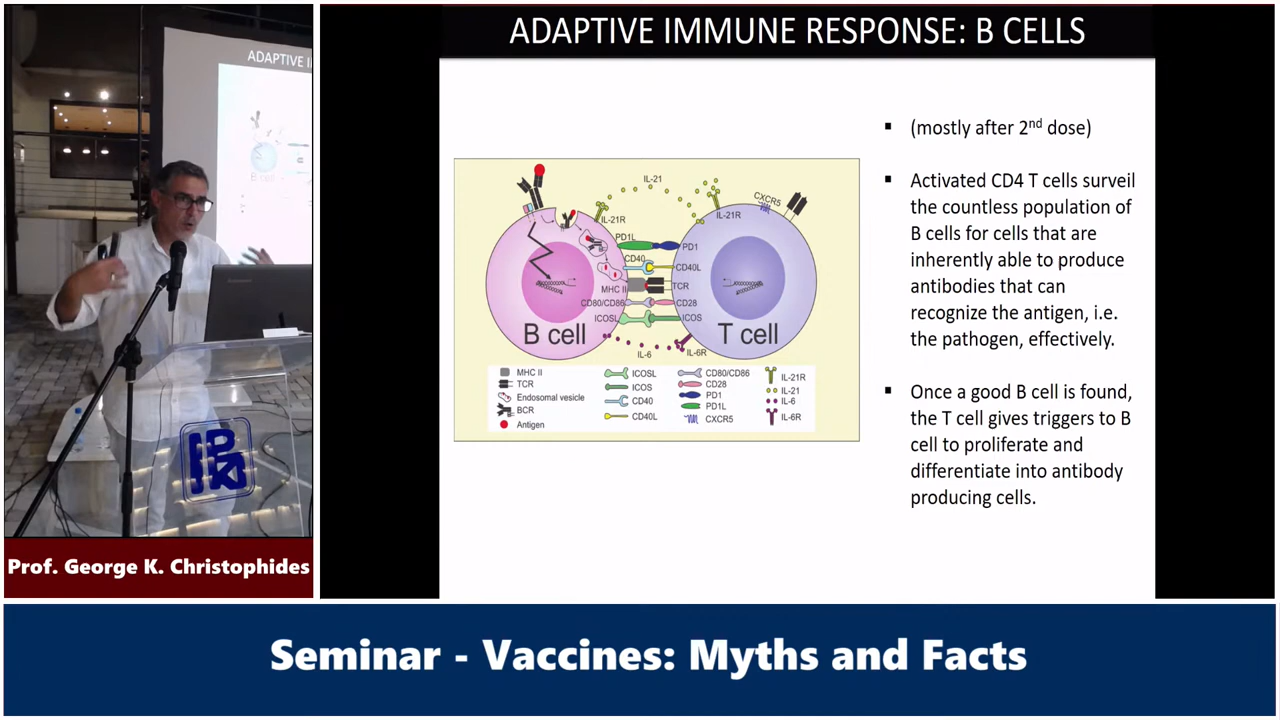 ADAPTIVE I
B cell
Lenovo
ADAPTIVE IMMUNE RESPONSE: B CELLS
▪ (mostly after 2nd dose)
▪ Activated CD4 T cells surveil
the countless population of
B cells for cells that are
inherently able to produce
antibodies that can
recognize the antigen, i.e.
the pathogen, effectively.
▪ Once a good B cell is found,
the T cell gives triggers to B
cell to proliferate and
differentiate into antibody
producing cells.
IL-21
CXCR5
IL-21R
IL-21R
PD1L
PD1
CD40
CD40L
MHC II
TCR
CD80/CD86
CD28
ICOSL
ICOS
B cell
T cell
IL-6
IL-6R
MHC II
TCR
Endosomal vesicle
BCR
Antigen
ICOSL
ICOS
CD40
CD40L
CD80/CD86
CD28
PD1
PD1L
CXCR5
IL-21R
IL-21
IL-6
IL-6R
Prof. George K. Christophides
Seminar - Vaccines: Myths and Facts